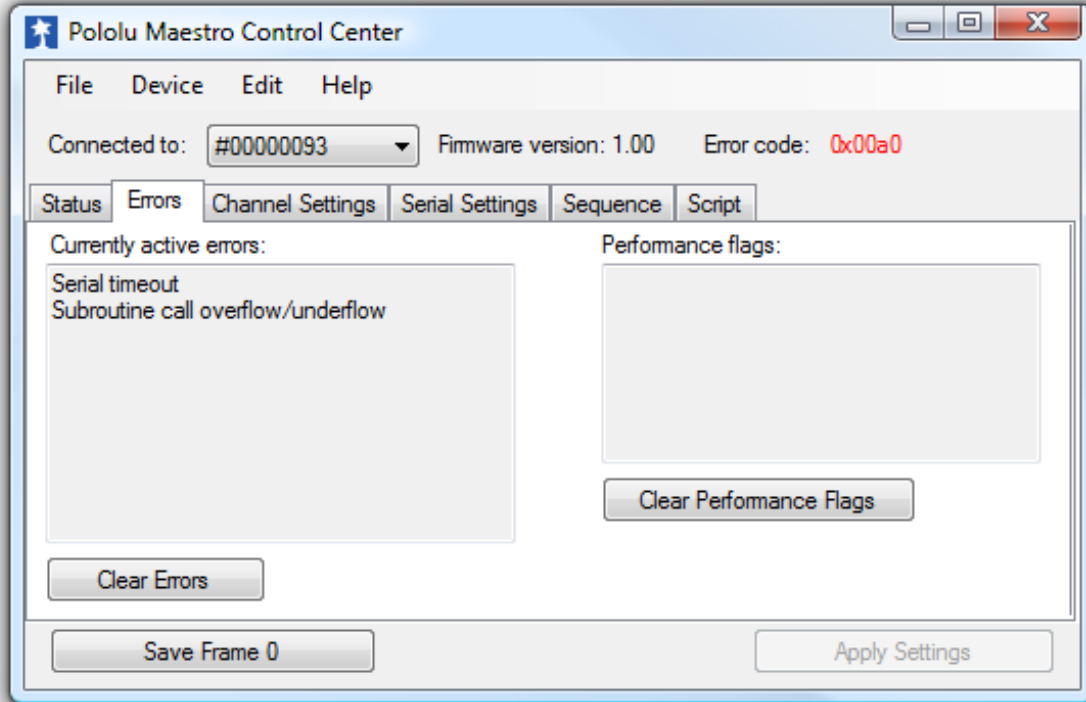 Pololu Maestro Control Center
File Device Edit Help
Connected to: #00000093 Firmware version: 1.00 Error code: 0x00a0
Status Errors Channel Settings Serial Settings Sequence Script
Currently active errors:
Serial timeout
Subroutine call overflow/underflow
Performance flags:
Clear Performance Flags
Clear Errors
Save Frame 0 Apply Settings